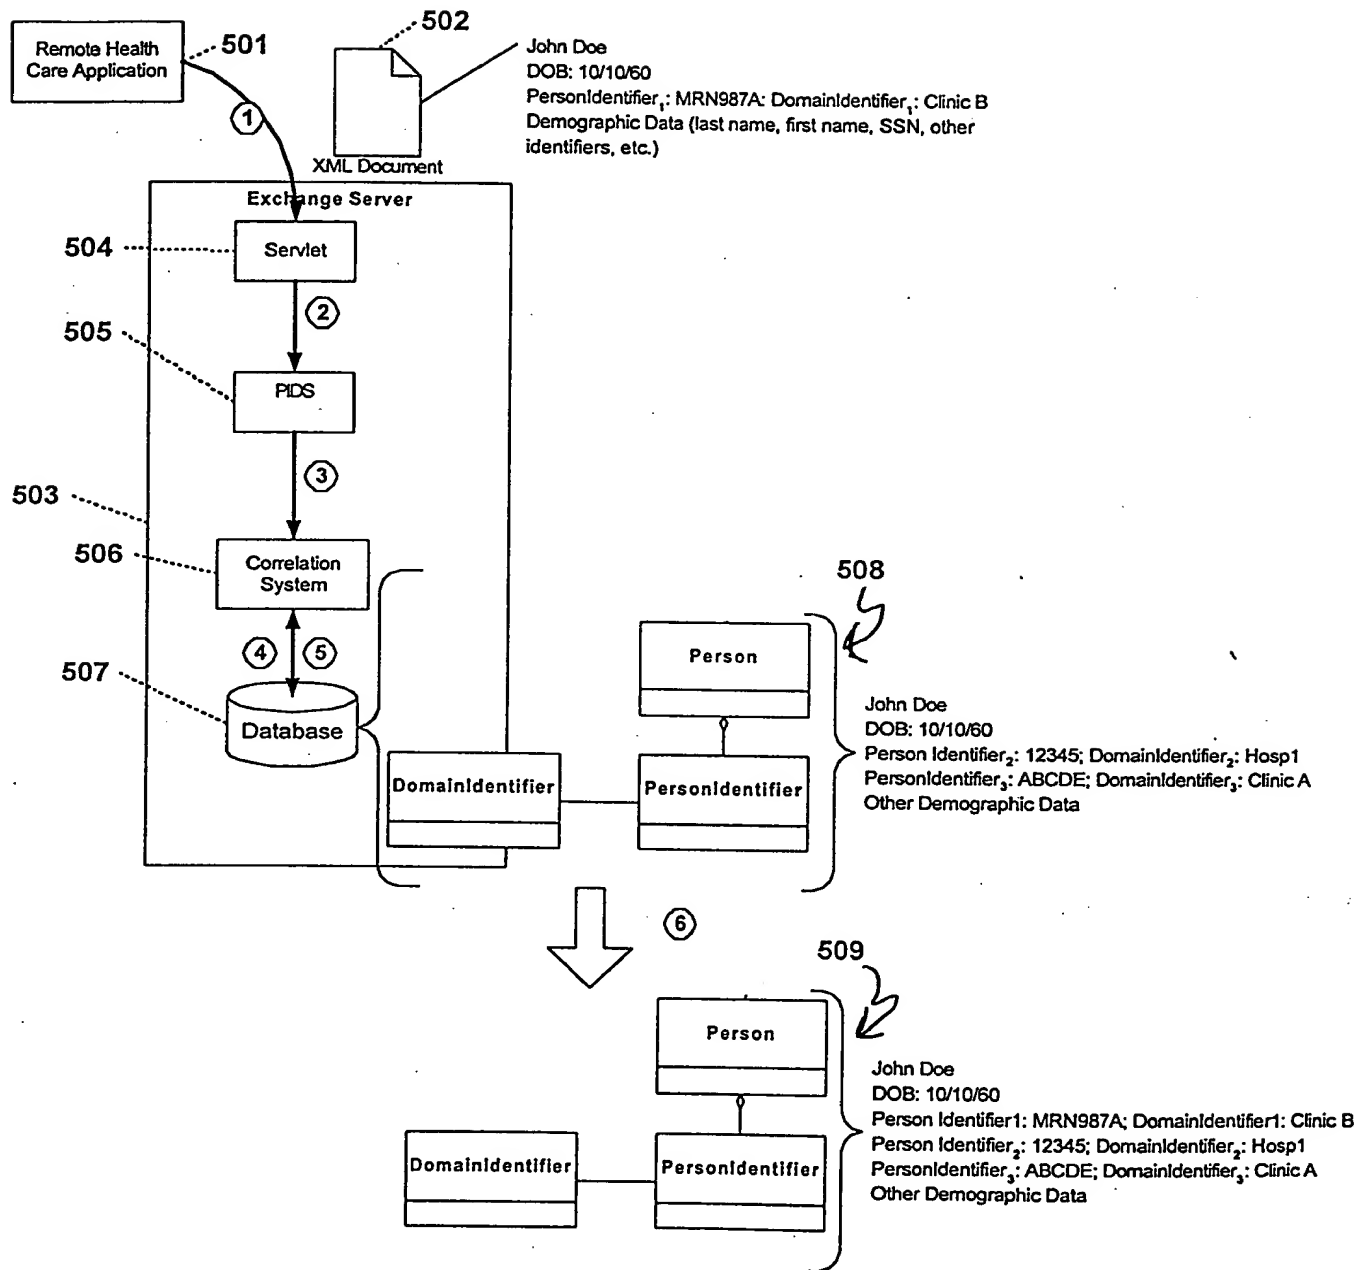 Remote Health
Care Application
501
502
John Doe
DOB: 10/10/60
PersonIdentifier₁: MRN987A: DomainIdentifier₁: Clinic B
Demographic Data (last name, first name, SSN, other
identifiers, etc.)
1
XML Document
Exchange Server
504
Servlet
2
505
PIDS
3
503
506
Correlation
System
4
5
507
Database
508
Person
DomainIdentifier
PersonIdentifier
John Doe
DOB: 10/10/60
Person Identifier₂: 12345; DomainIdentifier₂: Hosp1
PersonIdentifier₃: ABCDE; DomainIdentifier₃: Clinic A
Other Demographic Data
6
509
Person
DomainIdentifier
PersonIdentifier
John Doe
DOB: 10/10/60
Person Identifier1: MRN987A; DomainIdentifier1: Clinic B
Person Identifier₂: 12345; DomainIdentifier₂: Hosp1
PersonIdentifier₃: ABCDE; DomainIdentifier₃: Clinic A
Other Demographic Data